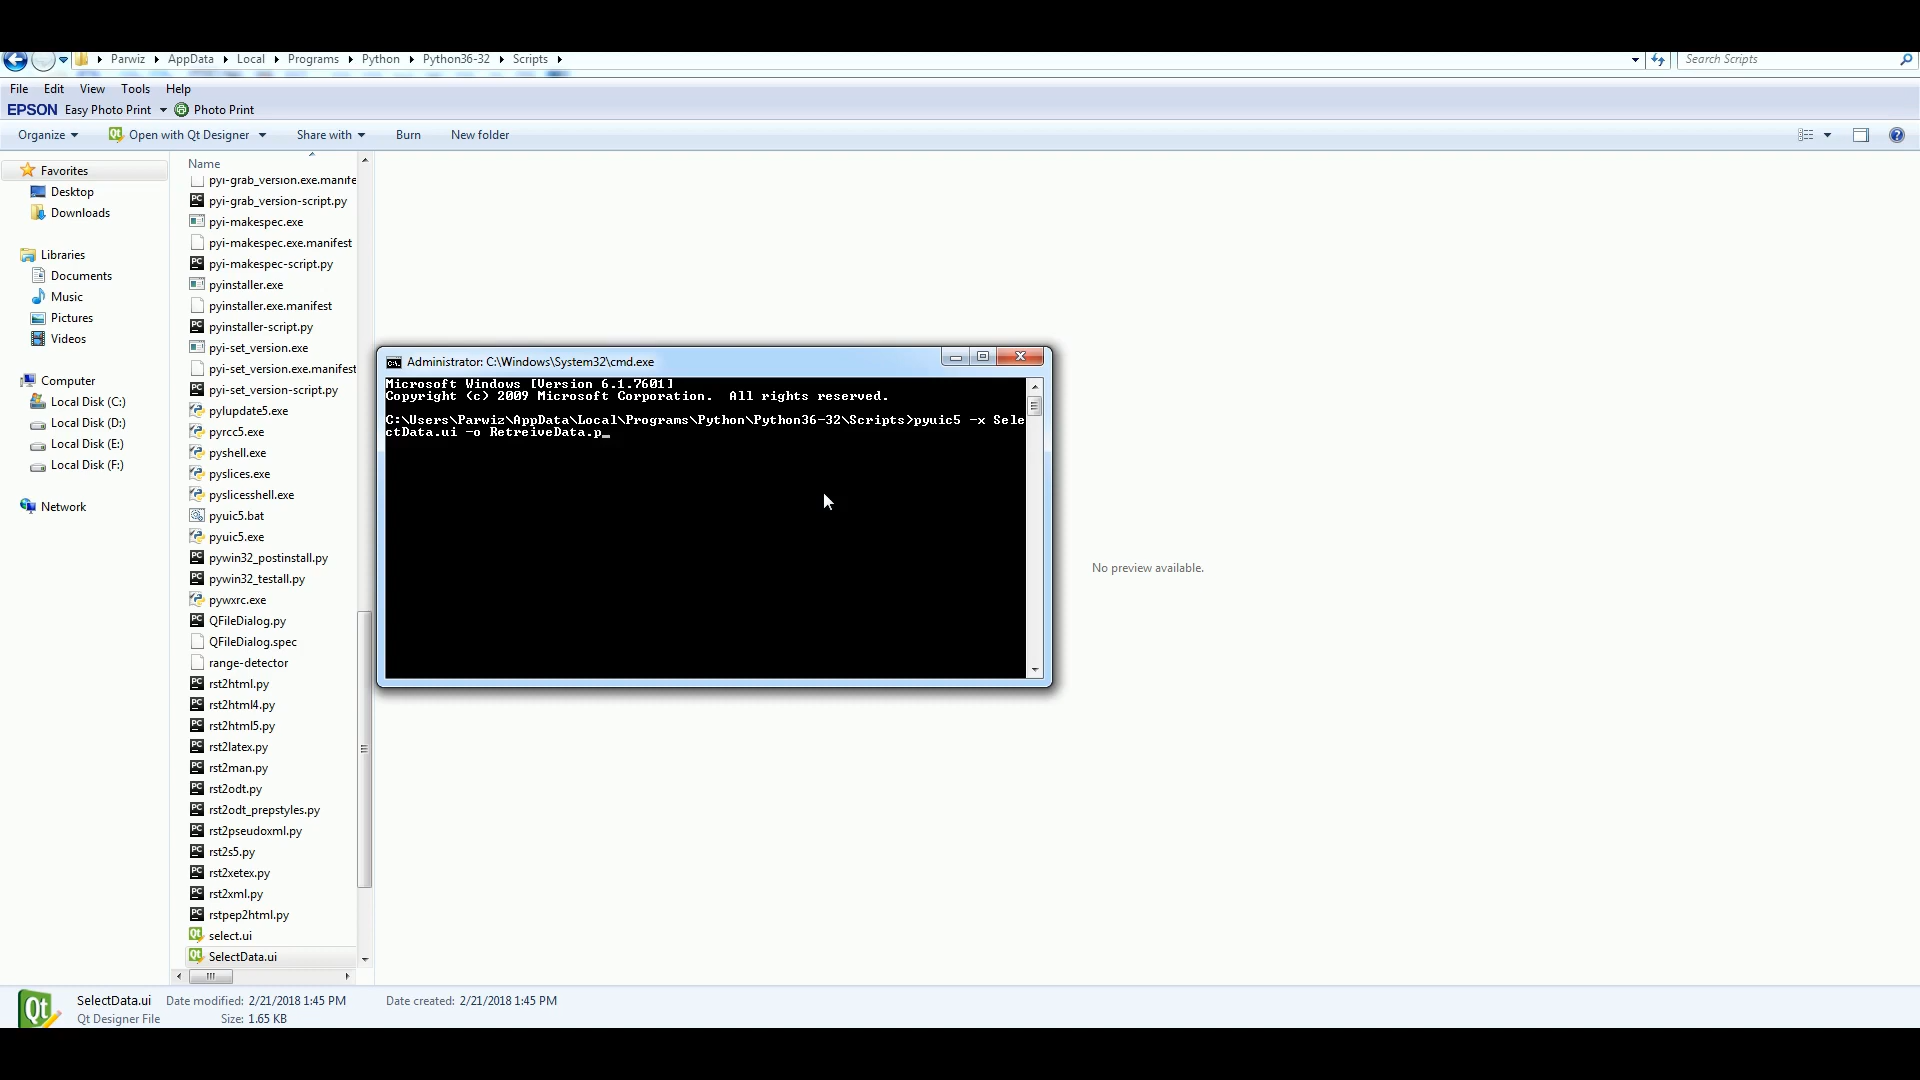 Parwiz AppData Local Programs Python Python36-32 Scripts
Search Scripts
File Edit View Tools Help
EPSON Easy Photo Print Photo Print
Organize Open with Qt Designer Share with Burn New folder
Favorites
Desktop
Downloads
Libraries
Documents
Music
Pictures
Videos
Computer
Local Disk (C:)
Local Disk (D:)
Local Disk (E:)
Local Disk (F:)
Network
Name
pyi-grab_version.exe.manife
pyi-grab_version-script.py
pyi-makespec.exe
pyi-makespec.exe.manifest
pyi-makespec-script.py
pyinstaller.exe
pyinstaller.exe.manifest
pyinstaller-script.py
pyi-set_version.exe
pyi-set_version.exe.manifest
pyi-set_version-script.py
pylupdate5.exe
pyrcc5.exe
pyshell.exe
pyslices.exe
pyslicesshell.exe
pyuic5.bat
pyuic5.exe
pywin32_postinstall.py
pywin32_testall.py
pywxrc.exe
QFileDialog.py
QFileDialog.spec
range-detector
rst2html.py
rst2html4.py
rst2html5.py
rst2latex.py
rst2man.py
rst2odt.py
rst2odt_prepstyles.py
rst2pseudoxml.py
rst2s5.py
rst2xetex.py
rst2xml.py
rstpep2html.py
select.ui
SelectData.ui
Administrator: C:\Windows\System32\cmd.exe
Microsoft Windows [Version 6.1.7601]
Copyright (c) 2009 Microsoft Corporation.  All rights reserved.
C:\Users\Parwiz\AppData\Local\Programs\Python\Python36-32\Scripts>pyuic5 -x Sele
ctData.ui -o RetreiveData.p_
No preview available.
SelectData.ui Date modified: 2/21/2018 1:45 PM Date created: 2/21/2018 1:45 PM
Qt Designer File Size: 1.65 KB